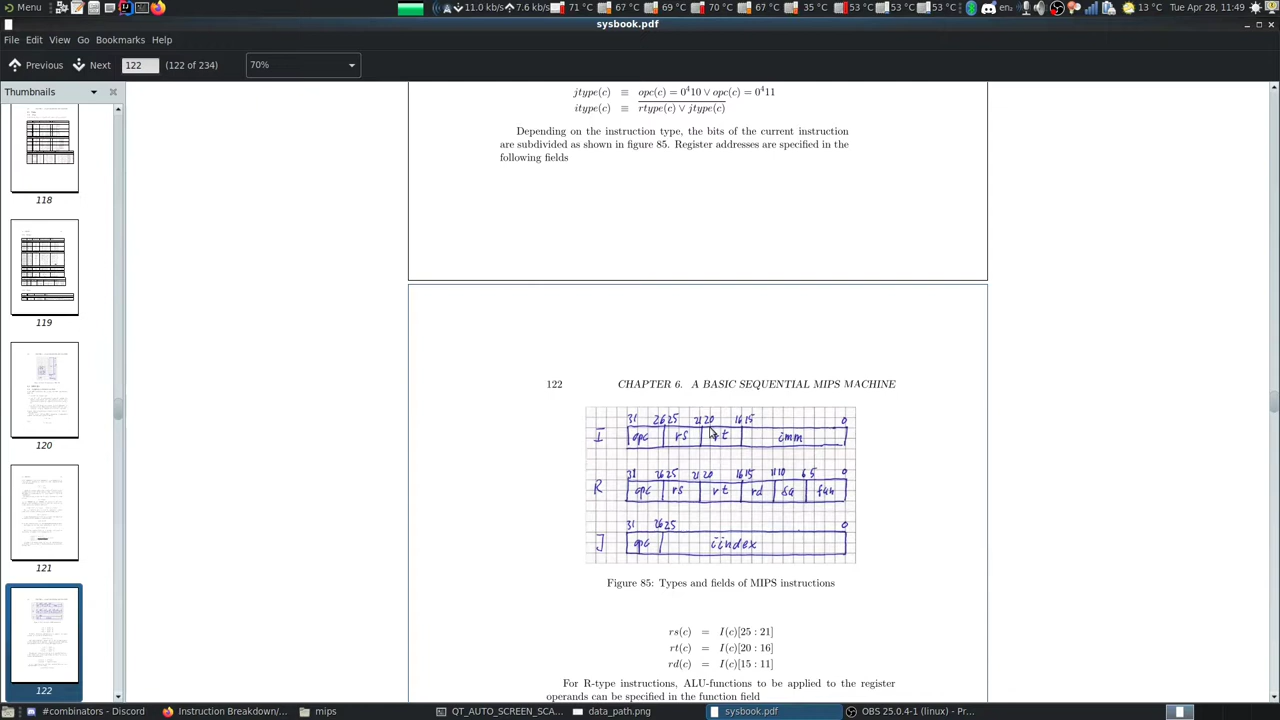 11.0 kb/s 7.6 kb/s 71 °C 67 °C 69 °C 70 °C 67 °C 35 °C 53 °C 53 °C 53 °C en 13 °C Tue Apr 28, 11:49
sysbook.pdf
File Edit View Go Bookmarks Help
Previous Next 122 (122 of 234) 70%
Thumbnails
118
119
120
121
122
jtype(c) ≡ opc(c) = 0⁴10 ∨ opc(c) = 0⁴11
itype(c) ≡ rtype(c) ∨ jtype(c)
Depending on the instruction type, the bits of the current instruction
are subdivided as shown in figure 85. Register addresses are specified in the
following fields
122 CHAPTER 6. A BASIC SEQUENTIAL MIPS MACHINE
31 26 25 21 20 16 15 0
I opc rs rt imm
31 26 25 21 20 16 15 11 10 6 5 0
R opc rs rt rd sa fun
31 26 25 0
J opc iindex
Figure 85: Types and fields of MIPS instructions
rs(c) = I(c)[25 : 21]
rt(c) = I(c)[20 : 16]
rd(c) = I(c)[15 : 11]
For R-type instructions, ALU-functions to be applied to the register
operands can be specified in the function field
#combinators - Discord Instruction Breakdown/... mips QT_AUTO_SCREEN_SCA... data_path.png sysbook.pdf OBS 25.0.4-1 (linux) - Pr...